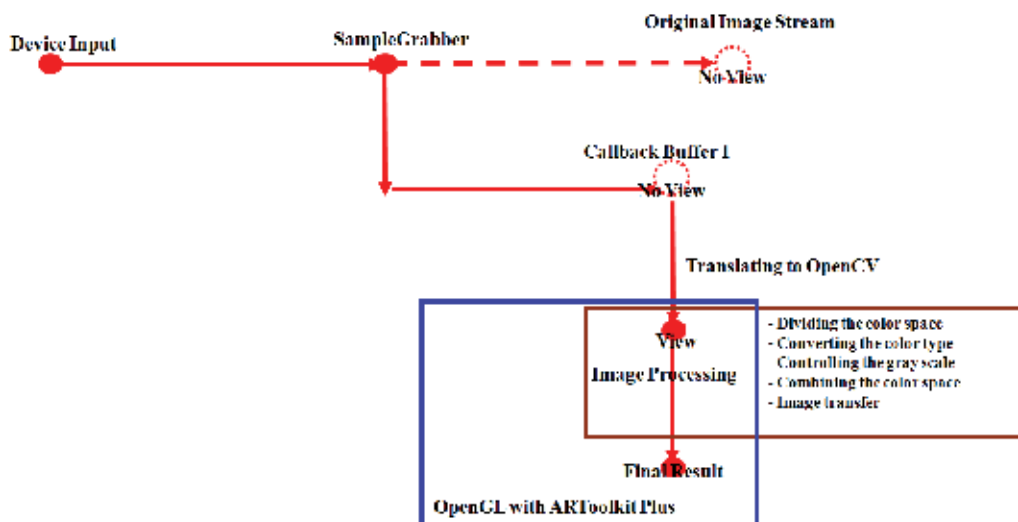 Original Image Stream
Device Input
SampleGrabber
No View
Callback Buffer 1
No View
Translating to OpenCV
View
Image Processing
- Dividing the color space
- Converting the color type
Controlling the gray scale
- Combining the color space
- Image transfer
Final Result
OpenGL with ARToolkit Plus